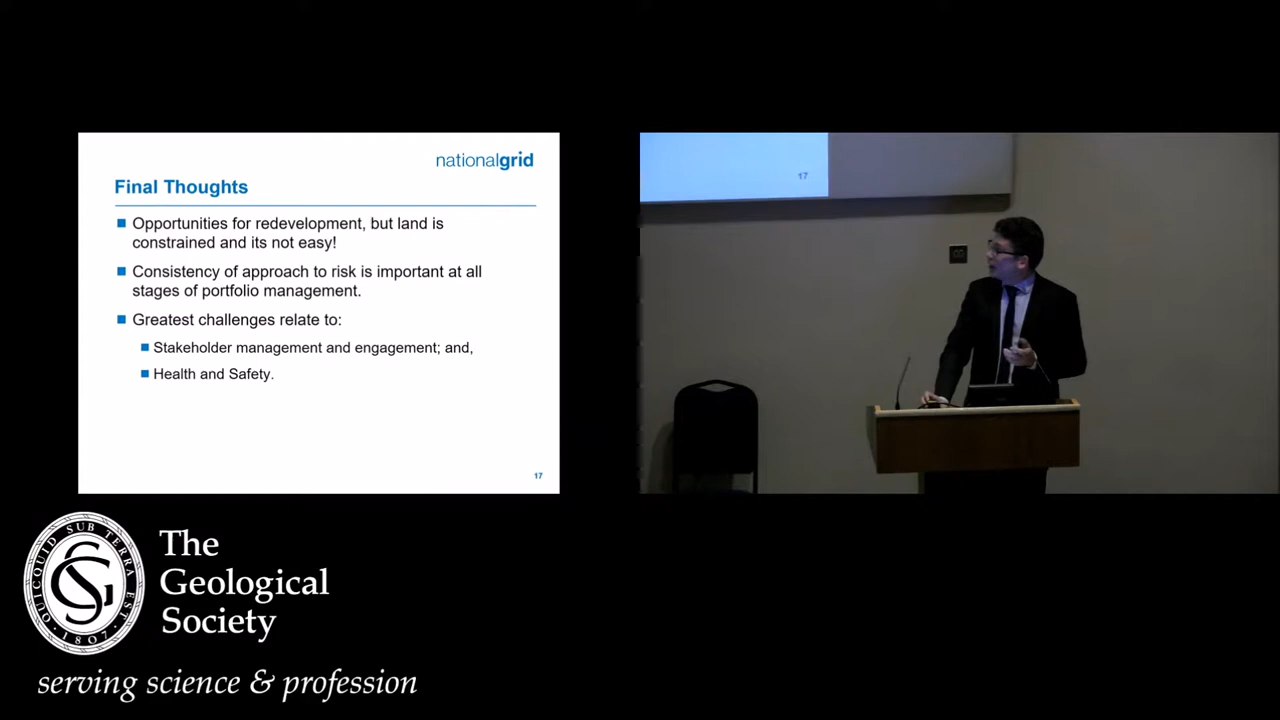 nationalgrid
Final Thoughts
Opportunities for redevelopment, but land is
constrained and its not easy!
Consistency of approach to risk is important at all
stages of portfolio management.
Greatest challenges relate to:
Stakeholder management and engagement; and,
Health and Safety.
17
17
QUICQUID SUB TERRA EST
1807
The
Geological
Society
serving science & profession